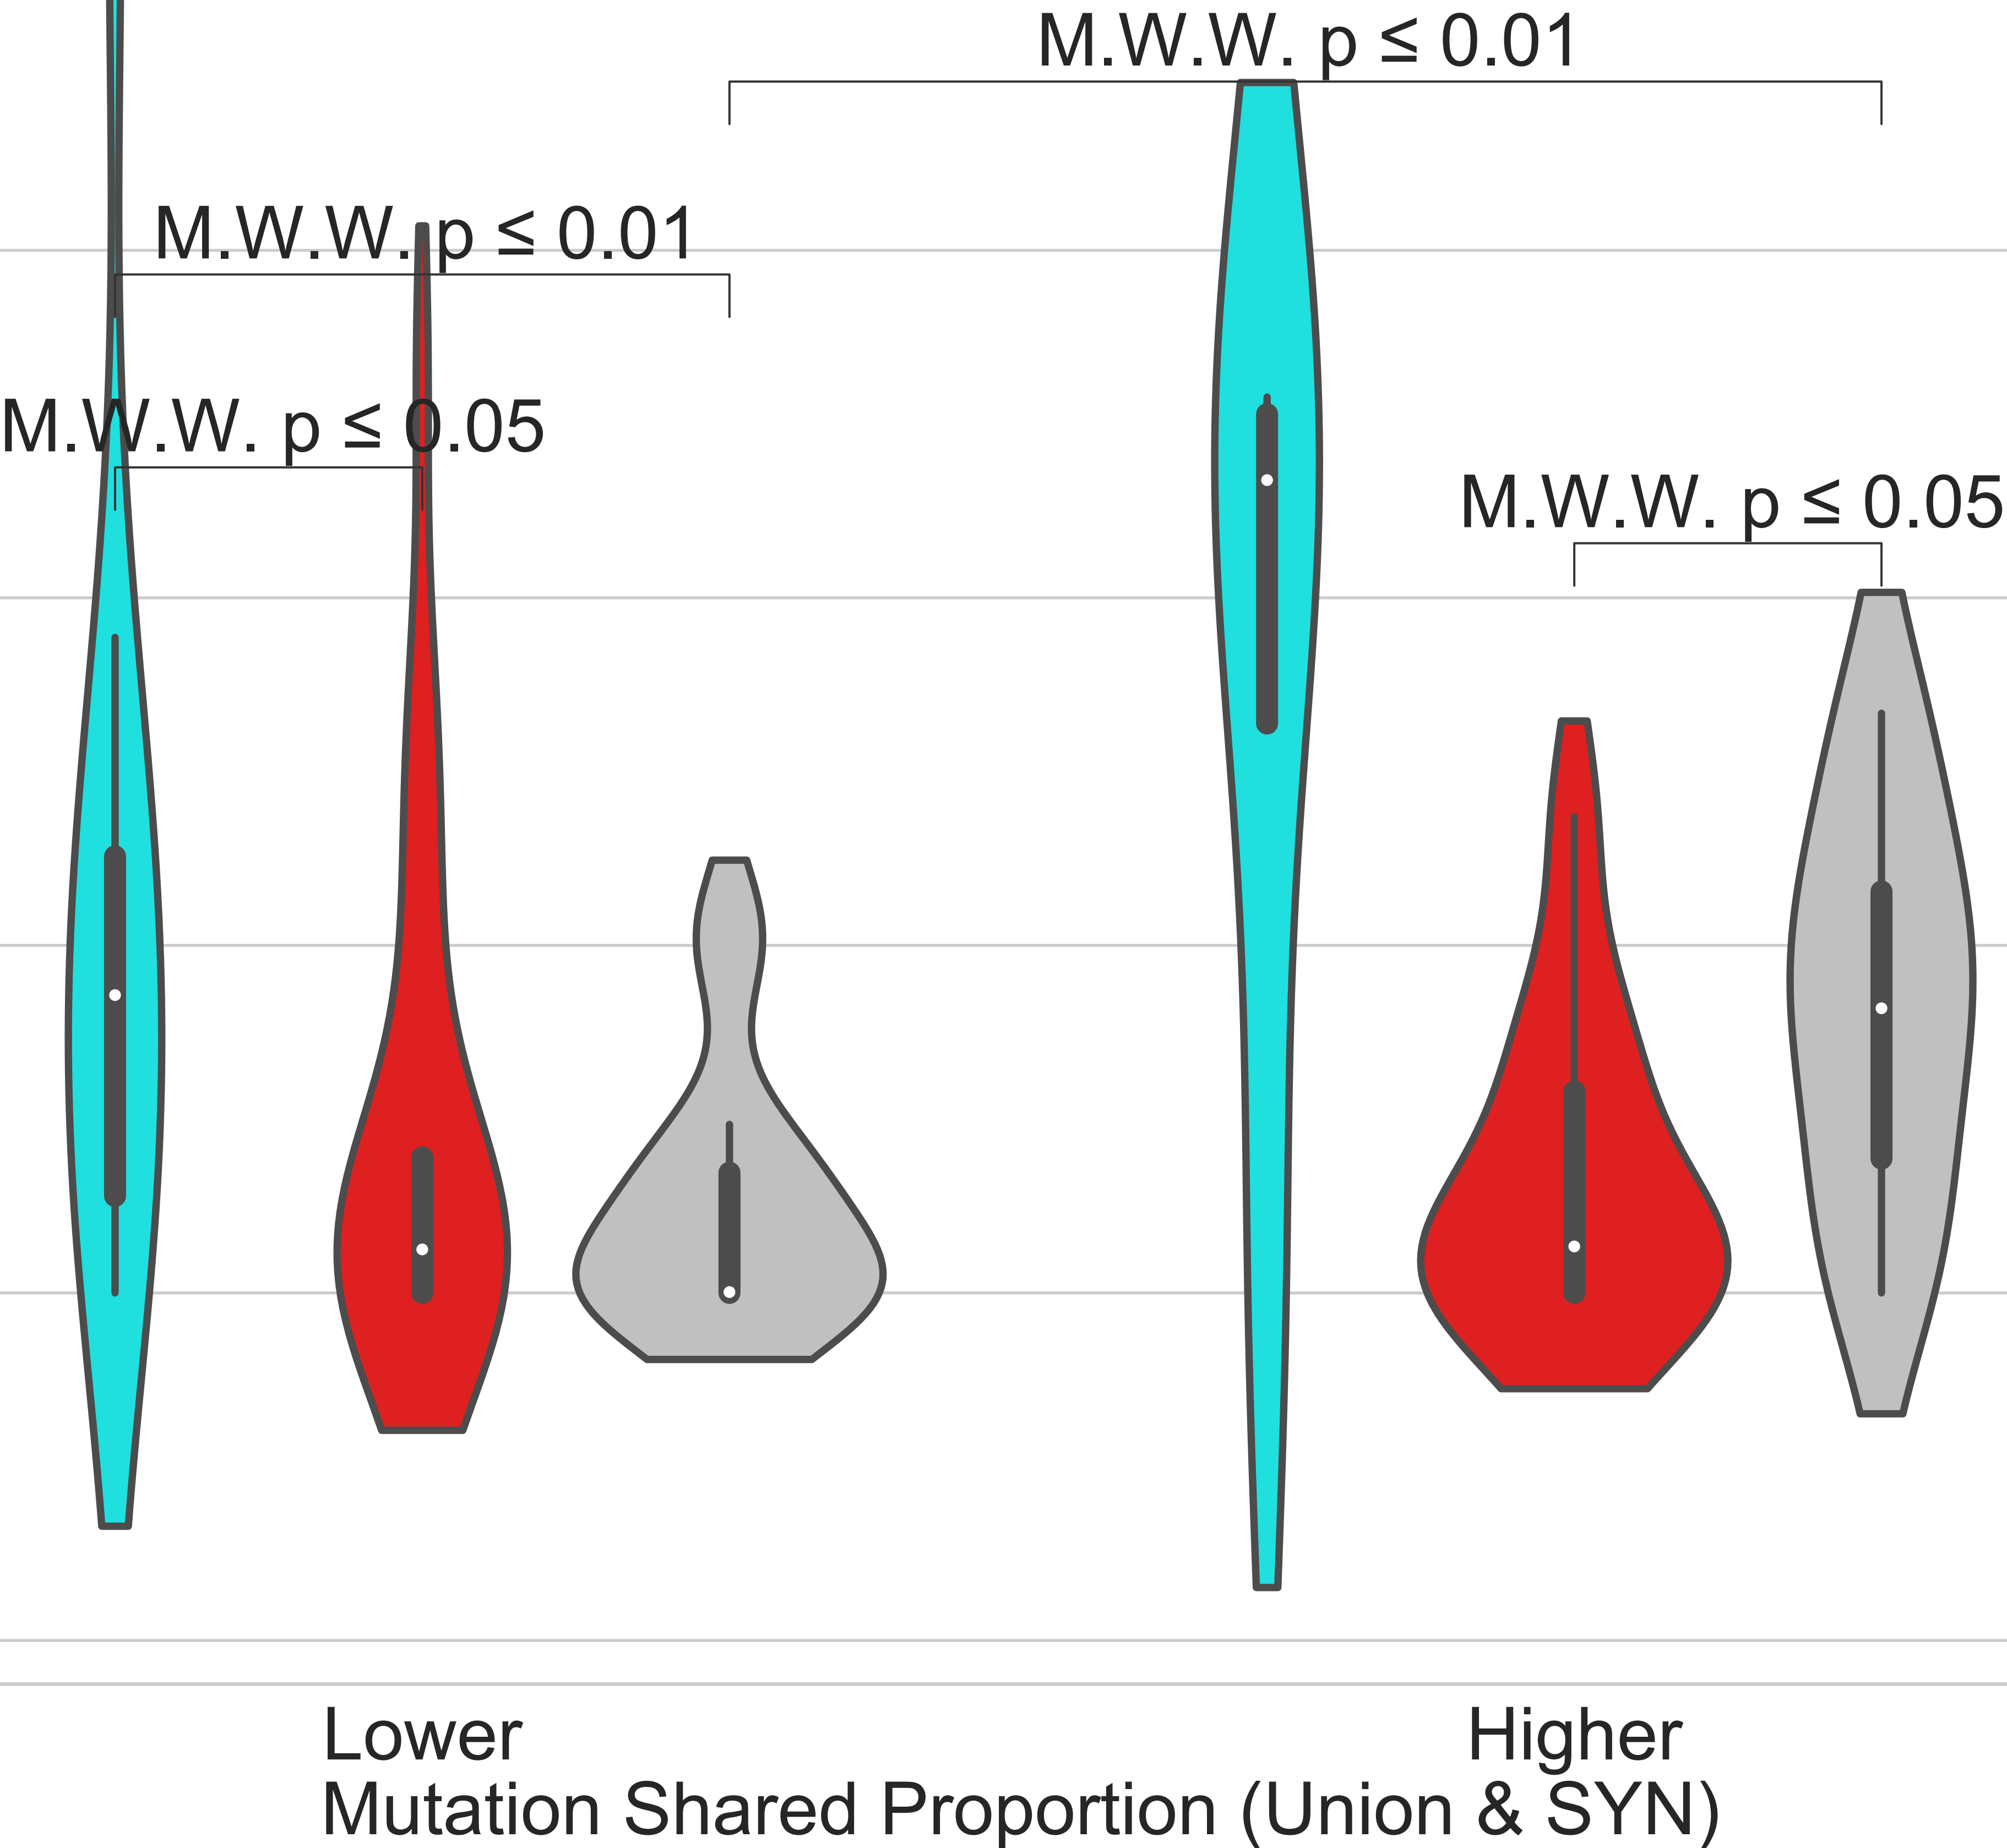 M.W.W. p ≤ 0.01
M.W.W. p ≤ 0.01
M.W.W. p ≤ 0.05
M.W.W. p ≤ 0.05
Lower
Higher
Mutation Shared Proportion (Union & SYN)